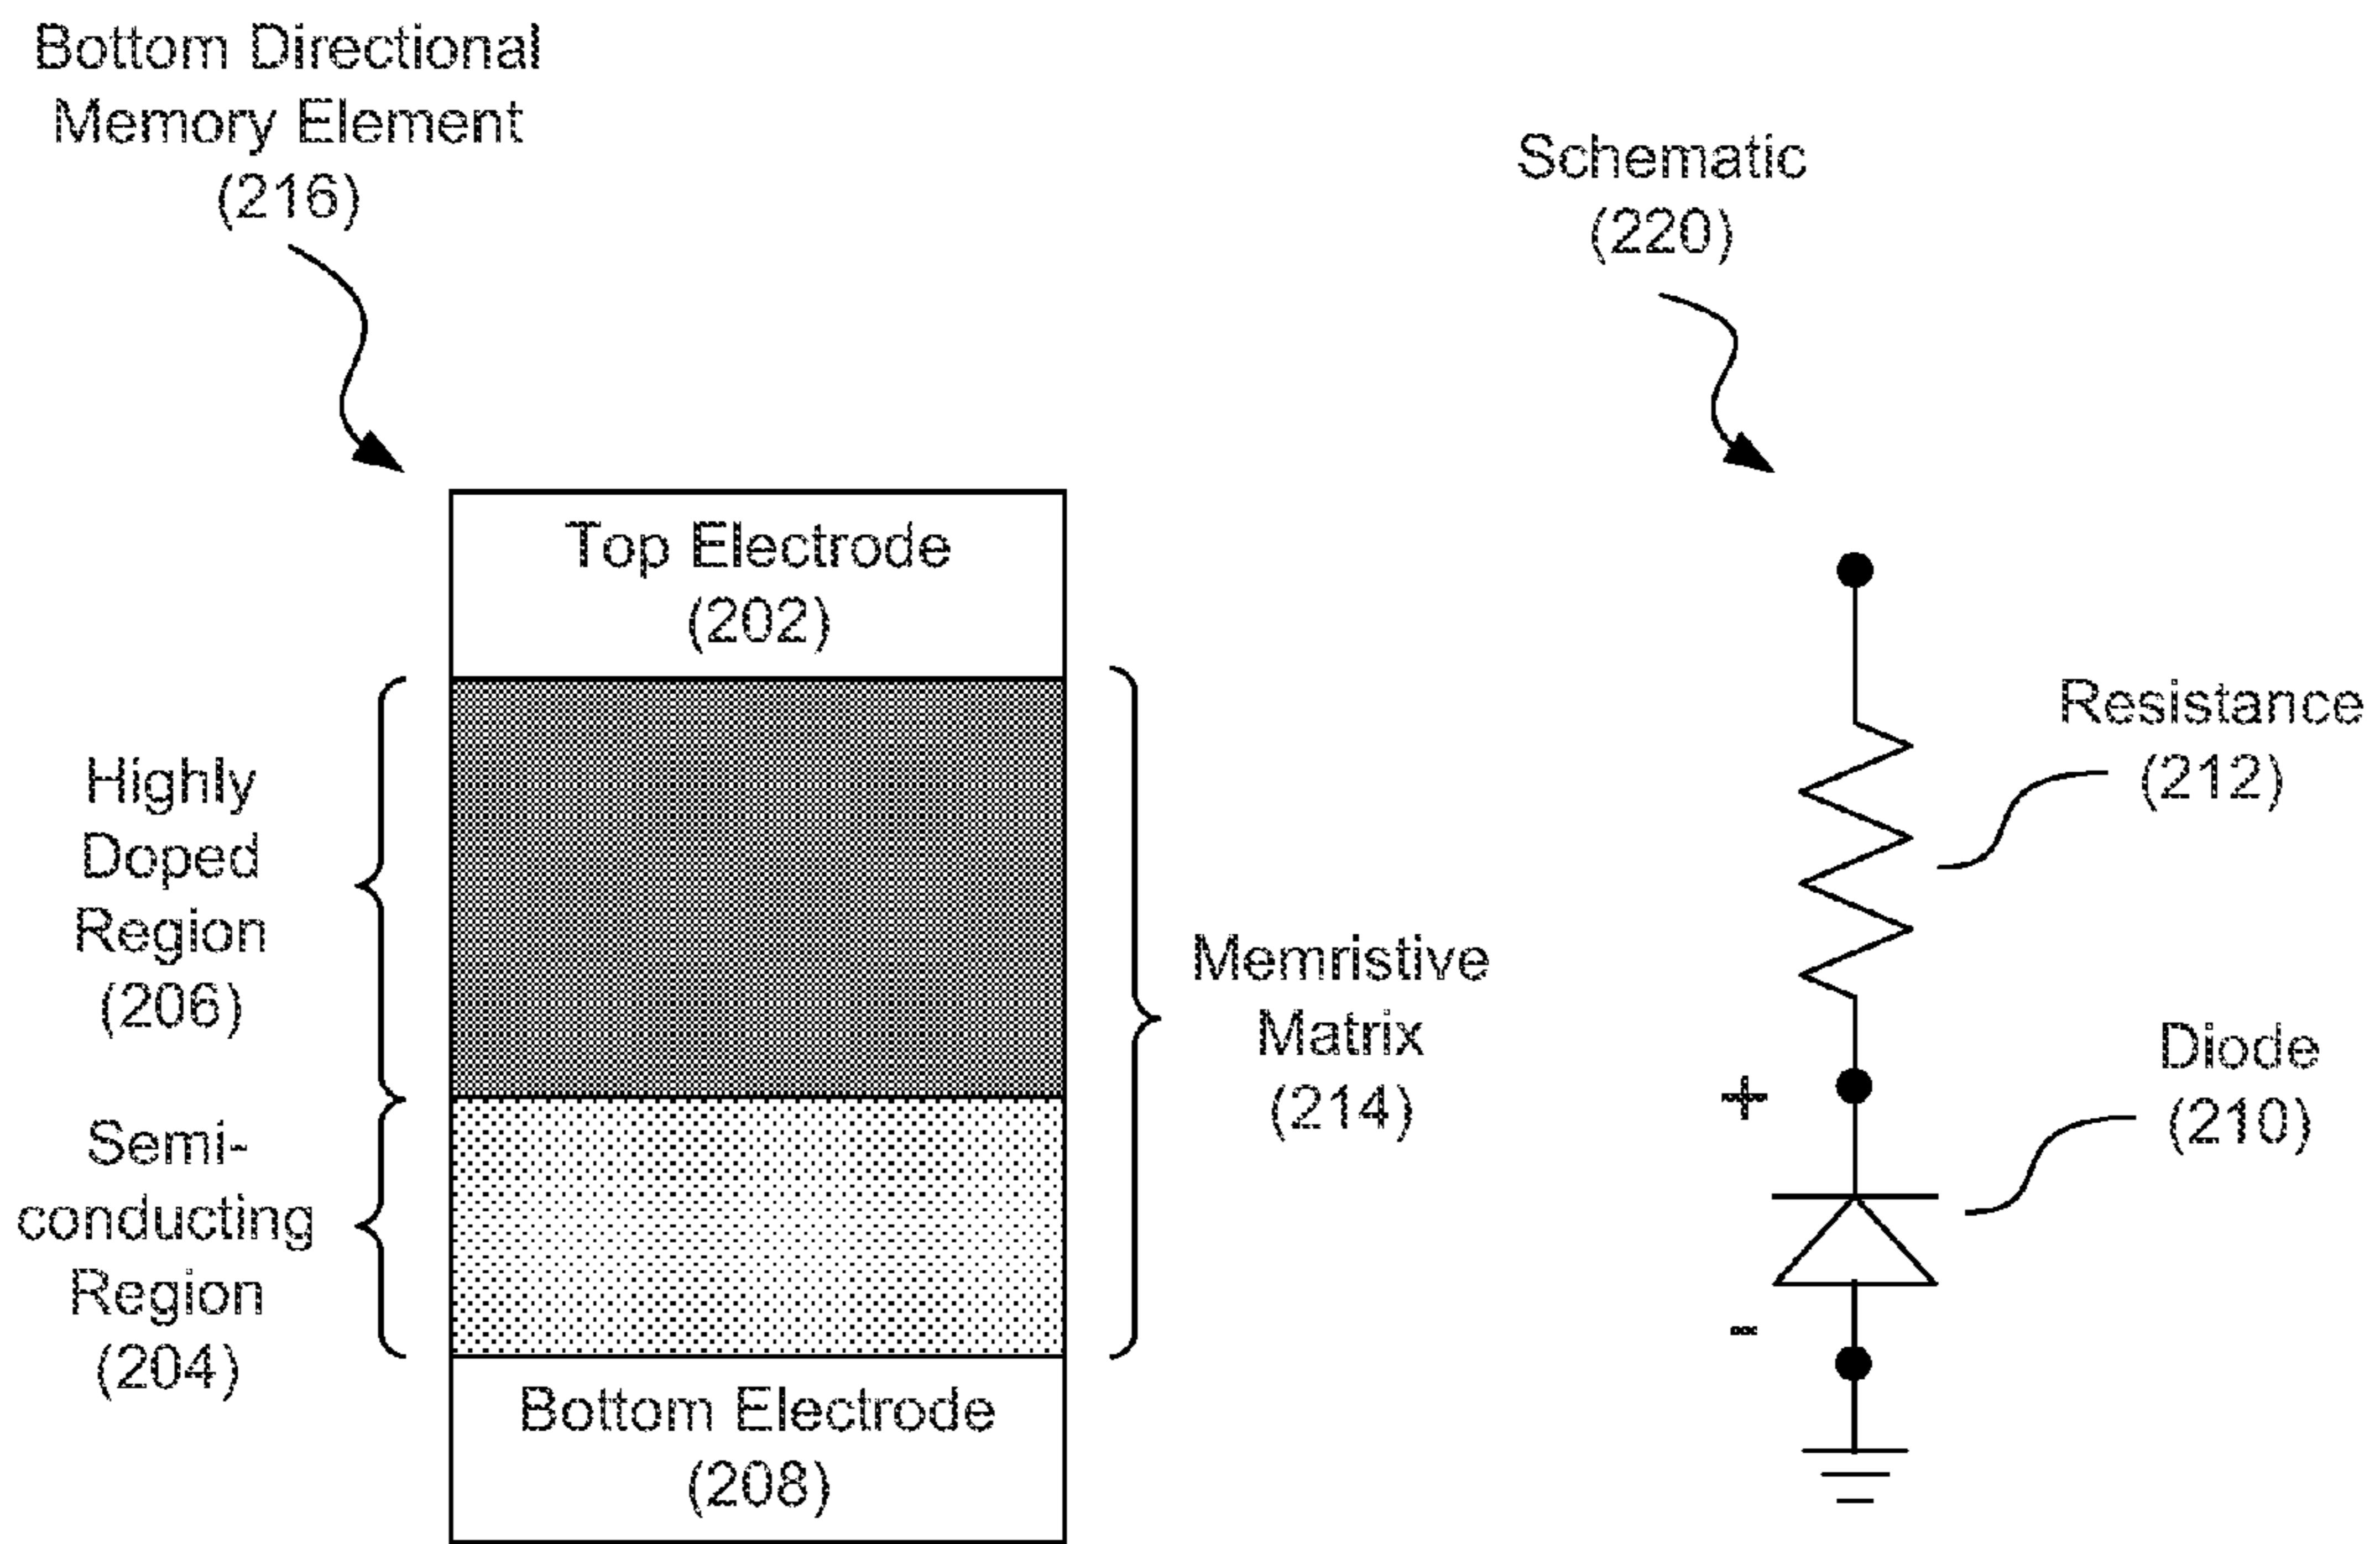 Bottom Directional
Memory Element
(216)
Schematic
(220)
Top Electrode
(202)
Highly
Doped
Region
(206)
Semi-
conducting
Region
(204)
Bottom Electrode
(208)
Memristive
Matrix
(214)
Resistance
(212)
Diode
(210)
+
-